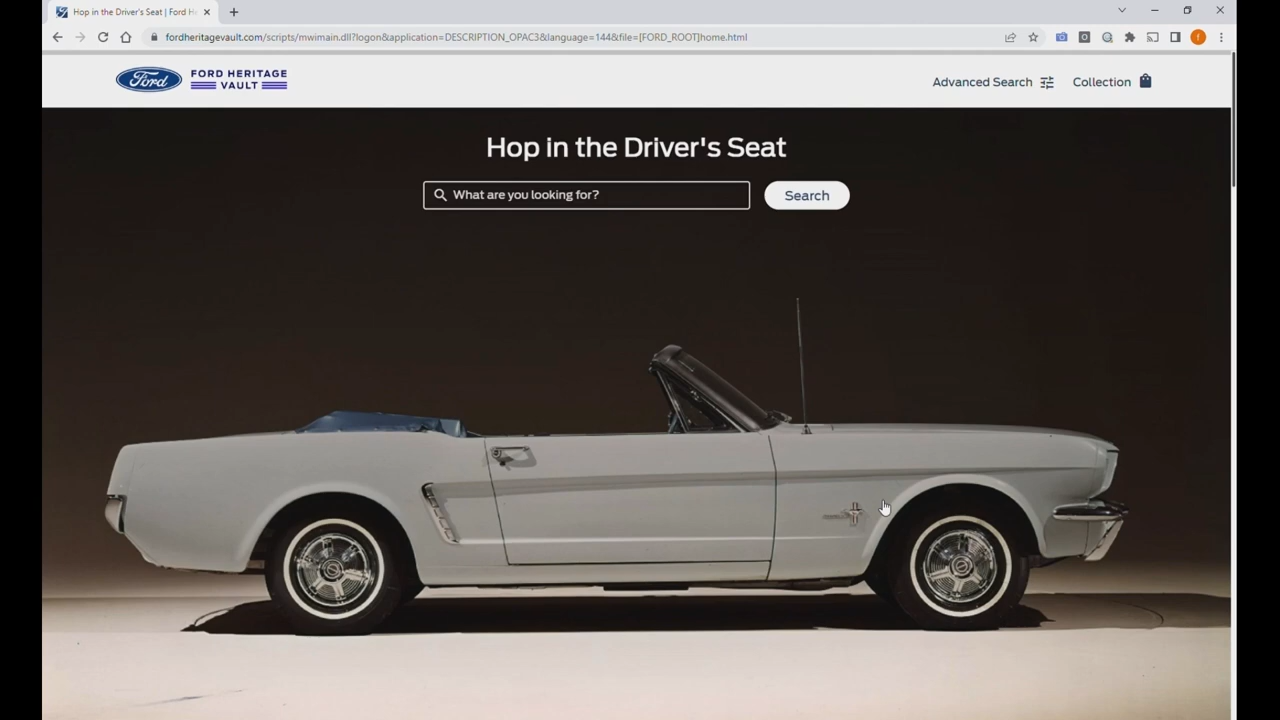 Hop in the Driver's Seat | Ford H
fordheritagevault.com/scripts/mwimain.dll?logon&application=DESCRIPTION_OPAC3&language=144&file=[FORD_ROOT]home.html
f
Ford
FORD HERITAGE
VAULT
Advanced Search
Collection
Hop in the Driver's Seat
What are you looking for?
Search